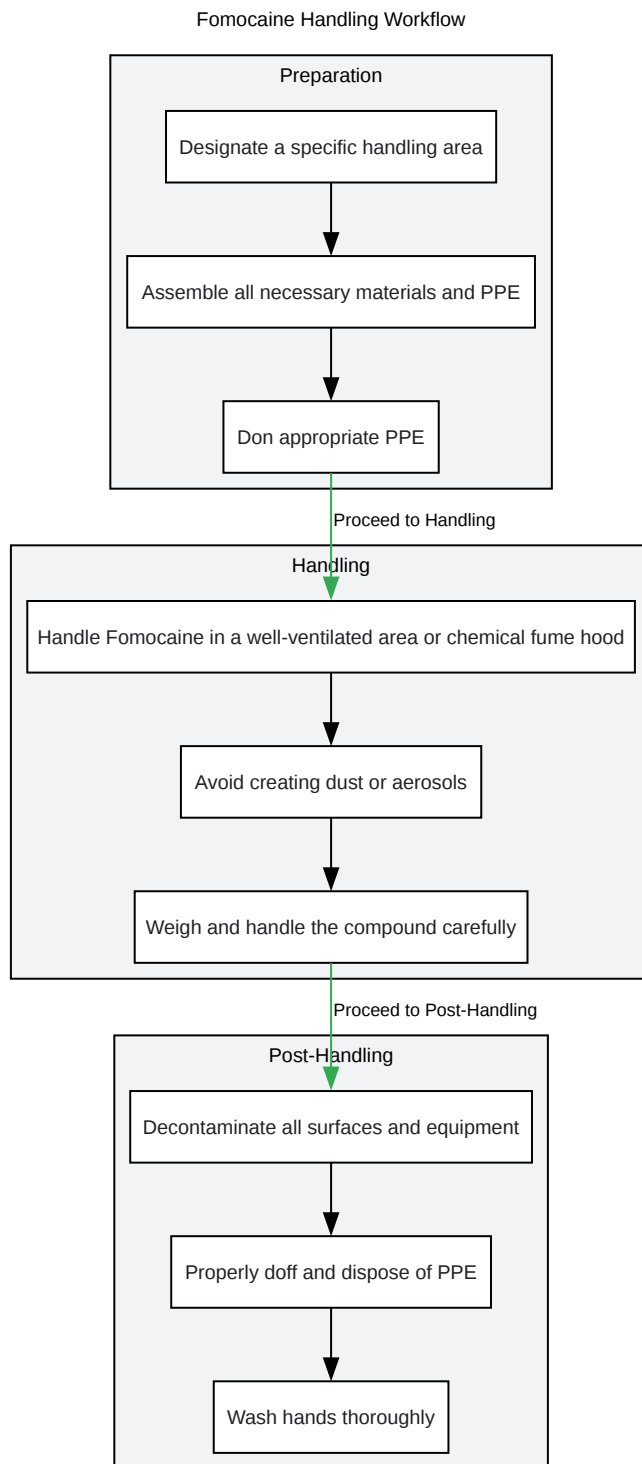 Fomocaine Handling Workflow
Preparation
Designate a specific handling area
Assemble all necessary materials and PPE
Don appropriate PPE
Proceed to Handling
Handling
Handle Fomocaine in a well-ventilated area or chemical fume hood
Avoid creating dust or aerosols
Weigh and handle the compound carefully
Proceed to Post-Handling
Post-Handling
Decontaminate all surfaces and equipment
Properly doff and dispose of PPE
Wash hands thoroughly